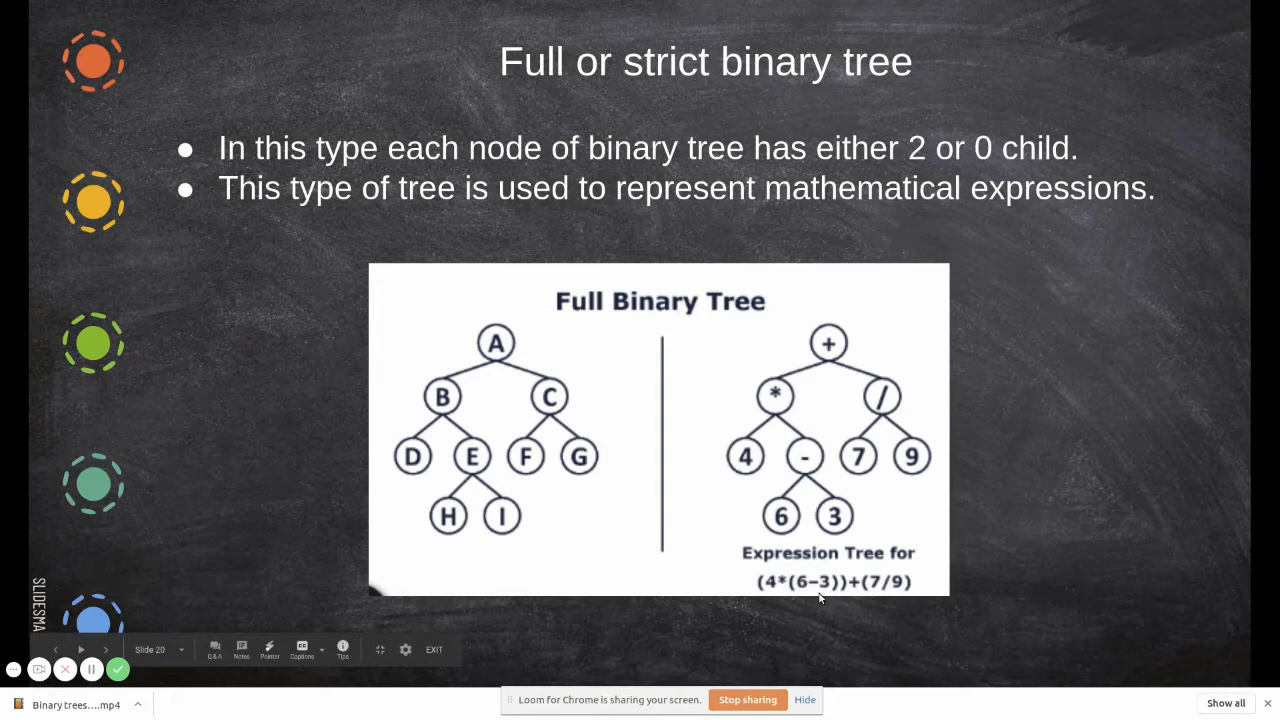 Full or strict binary tree
● In this type each node of binary tree has either 2 or 0 child.
● This type of tree is used to represent mathematical expressions.
Full Binary Tree
A
B C
D E F G
H I
+
* /
4 - 7 9
6 3
Expression Tree for
(4*(6−3))+(7/9)
SLIDESMA
Slide 20
Q & A
Notes
Pointer
CC
Captions
Tips
EXIT
Binary trees....mp4
Loom for Chrome is sharing your screen.
Stop sharing
Hide
Show all